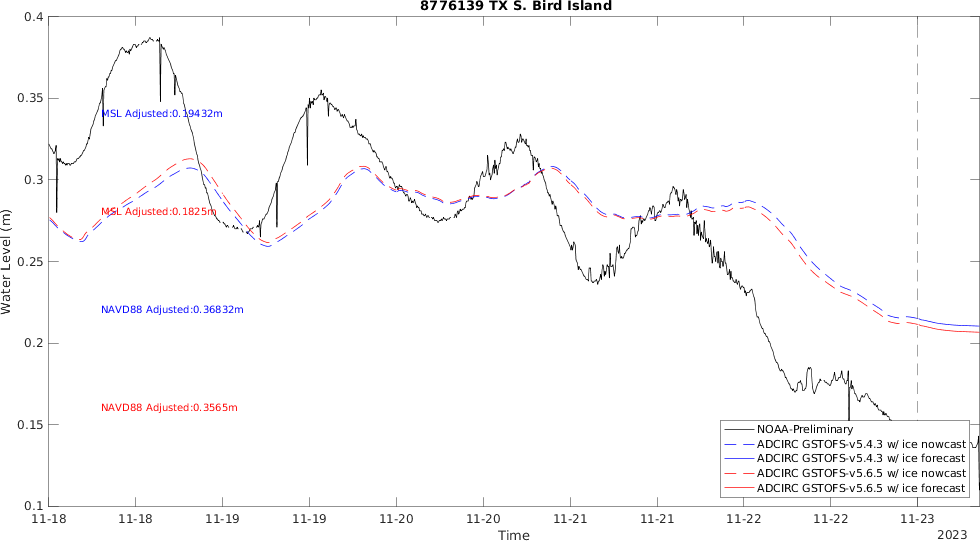 8776139 TX S. Bird Island
0.4
0.35
0.3
0.25
0.2
0.15
0.1
Water Level (m)
MSL Adjusted:0.19432m
MSL Adjusted:0.1825m
NAVD88 Adjusted:0.36832m
NAVD88 Adjusted:0.3565m
NOAA-Preliminary
ADCIRC GSTOFS-v5.4.3 w/ ice nowcast
ADCIRC GSTOFS-v5.4.3 w/ ice forecast
ADCIRC GSTOFS-v5.6.5 w/ ice nowcast
ADCIRC GSTOFS-v5.6.5 w/ ice forecast
11-18 11-18 11-19 11-19 11-20 11-20 11-21 11-21 11-22 11-22 11-23
Time
2023